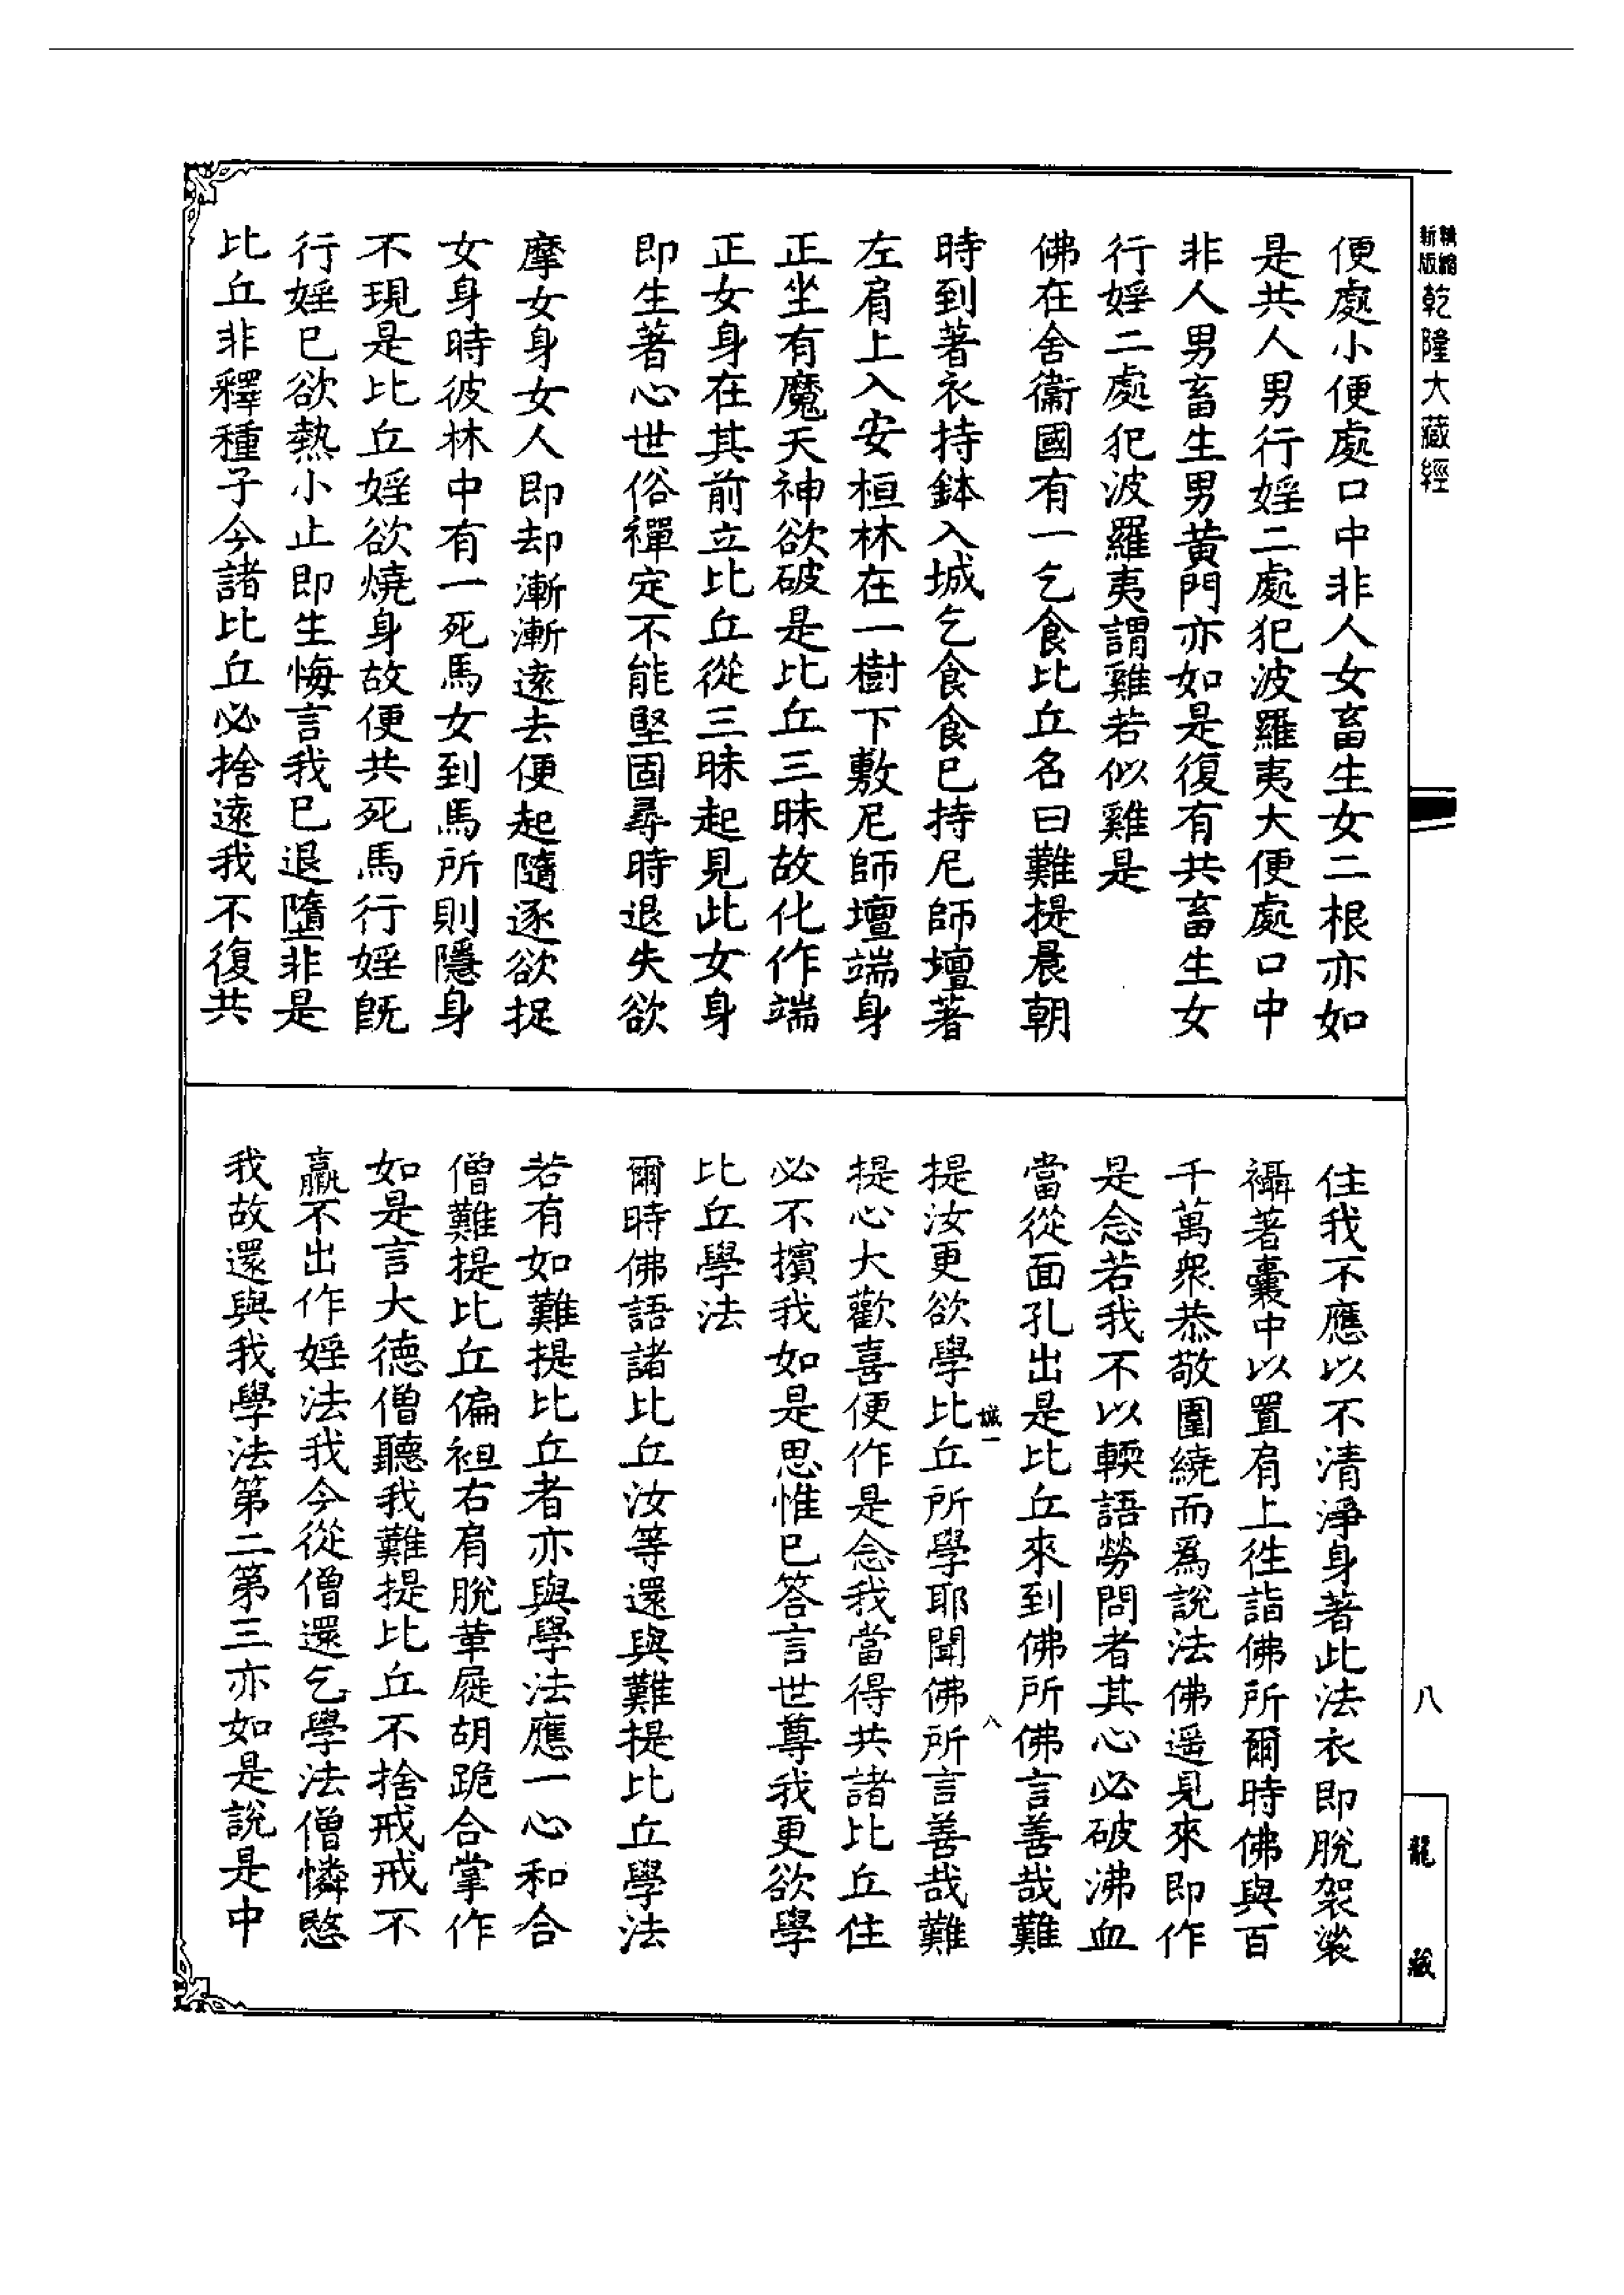 精縮
新版
乾隆大藏經
便處小便處口中非人女畜生女二根亦如
是共人男行婬二處犯波羅夷大便處口中
非人男畜生男黃門亦如是復有共畜生女
行婬二處犯波羅夷謂雞若似雞是
佛在舍衞國有一乞食比丘名曰難提晨朝
時到著衣持鉢入城乞食食已持尼師壇著
左肩上入安桓林在一樹下敷尼師壇端身
正坐有魔天神欲破是比丘三昧故化作端
正女身在其前立比丘從三昧起見此女身
即生著心世俗禪定不能堅固尋時退失欲
摩女身女人即却漸漸遠去便起隨逐欲捉
女身時彼林中有一死馬女到馬所則隱身
不現是比丘婬欲燒身故便共死馬行婬旣
行婬已欲熱小止即生悔言我已退墮非是
比丘非釋種子今諸比丘必捨遠我不復共
住我不應以不清淨身著此法衣即脫袈裟
襵著囊中以置肩上往詣佛所爾時佛與百
千萬衆恭敬圍繞而爲說法佛遥見來即作
是念若我不以輭語勞問者其心必破沸血
當從面孔出是比丘來到佛所佛言善哉難
城一
八
提汝更欲學比丘所學耶聞佛所言善哉難
提心大歡喜便作是念我當得共諸比丘住
必不擯我如是思惟已答言世尊我更欲學
比丘學法
爾時佛語諸比丘汝等還與難提比丘學法
若有如難提比丘者亦與學法應一心和合
僧難提比丘偏袒右肩脫革屣胡跪合掌作
如是言大德僧聽我難提比丘不捨戒戒不
羸不出作婬法我今從僧還乞學法僧憐愍
我故還與我學法第二第三亦如是說是中
八
龍藏